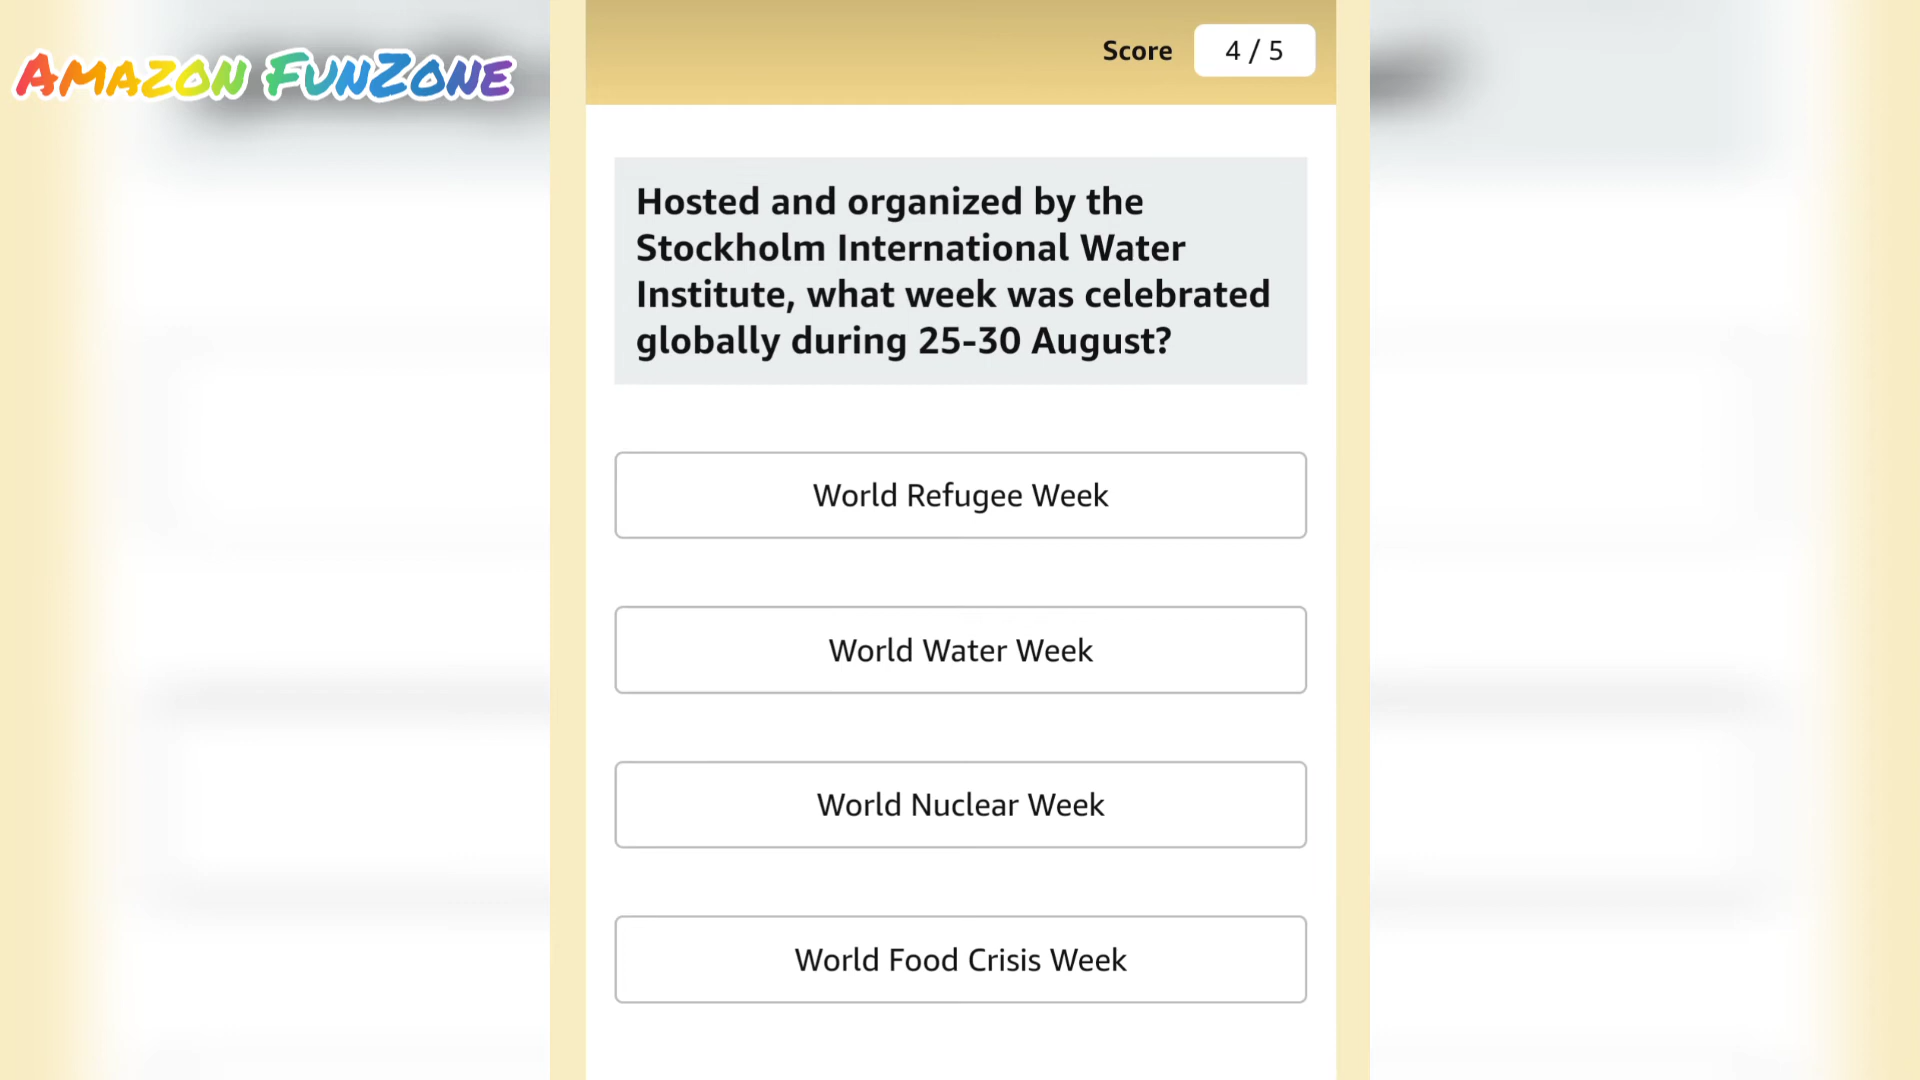 Amazon FunZone
Score 4 / 5
Hosted and organized by the
Stockholm International Water
Institute, what week was celebrated
globally during 25-30 August?
World Refugee Week
World Water Week
World Nuclear Week
World Food Crisis Week